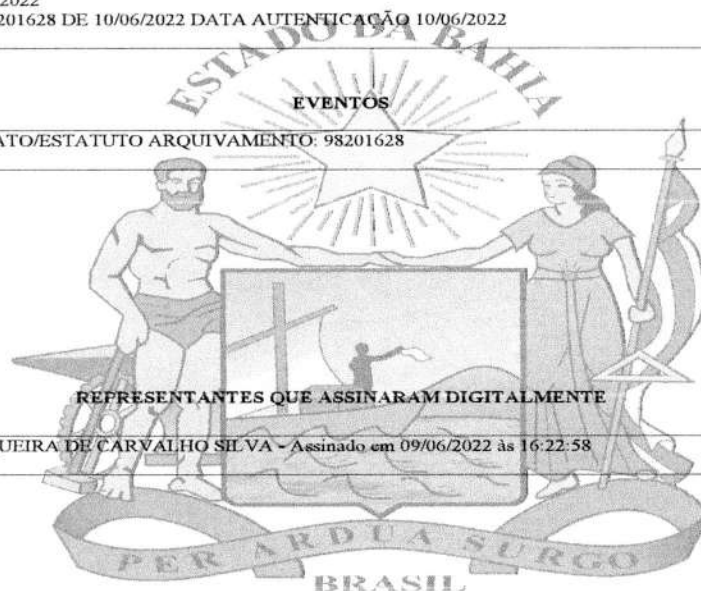 2022
201628 DE 10/06/2022 DATA AUTENTICAÇÃO 10/06/2022
ESTADO DA BAHIA
EVENTOS
ATO/ESTATUTO ARQUIVAMENTO: 98201628
REPRESENTANTES QUE ASSINARAM DIGITALMENTE
UEIRA DE CARVALHO SILVA - Assinado em 09/06/2022 às 16:22:58
PER ARDUA SURGO
BRASIL